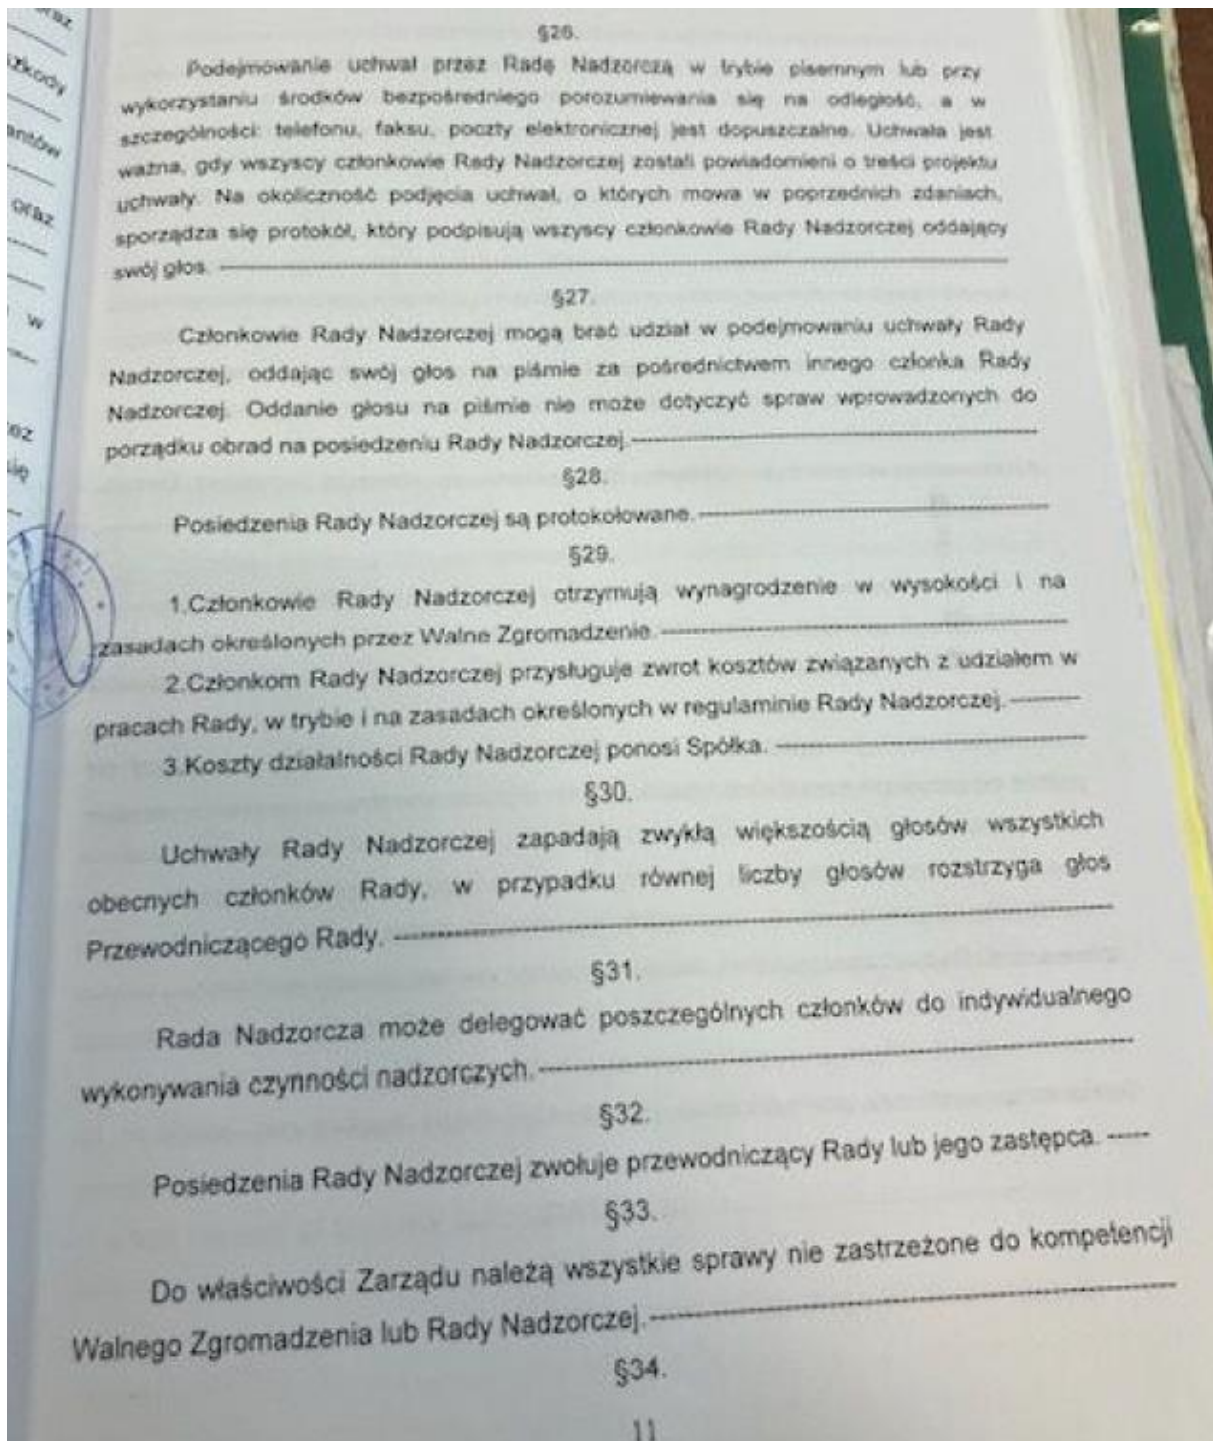 oraz
szkody
antów
oraz
w
ez
się
§26.
Podejmowanie uchwał przez Radę Nadzorczą w trybie pisemnym lub przy
wykorzystaniu środków bezpośredniego porozumiewania się na odległość, a w
szczególności: telefonu, faksu, poczty elektronicznej jest dopuszczalne. Uchwała jest
ważna, gdy wszyscy członkowie Rady Nadzorczej zostali powiadomieni o treści projektu
uchwały. Na okoliczność podjęcia uchwał, o których mowa w poprzednich zdaniach,
sporządza się protokół, który podpisują wszyscy członkowie Rady Nadzorczej oddający
swój głos.
§27.
Członkowie Rady Nadzorczej mogą brać udział w podejmowaniu uchwały Rady
Nadzorczej, oddając swój głos na piśmie za pośrednictwem innego członka Rady
Nadzorczej. Oddanie głosu na piśmie nie może dotyczyć spraw wprowadzonych do
porządku obrad na posiedzeniu Rady Nadzorczej.
§28.
Posiedzenia Rady Nadzorczej są protokołowane.
§29.
1.Członkowie Rady Nadzorczej otrzymują wynagrodzenie w wysokości i na
zasadach określonych przez Walne Zgromadzenie.
2.Członkom Rady Nadzorczej przysługuje zwrot kosztów związanych z udziałem w
pracach Rady, w trybie i na zasadach określonych w regulaminie Rady Nadzorczej.
3.Koszty działalności Rady Nadzorczej ponosi Spółka.
§30.
Uchwały Rady Nadzorczej zapadają zwykłą większością głosów wszystkich
obecnych członków Rady, w przypadku równej liczby głosów rozstrzyga głos
Przewodniczącego Rady.
§31.
Rada Nadzorcza może delegować poszczególnych członków do indywidualnego
wykonywania czynności nadzorczych.
§32.
Posiedzenia Rady Nadzorczej zwołuje przewodniczący Rady lub jego zastępca.
§33.
Do właściwości Zarządu należą wszystkie sprawy nie zastrzeżone do kompetencji
Walnego Zgromadzenia lub Rady Nadzorczej.
§34.
11